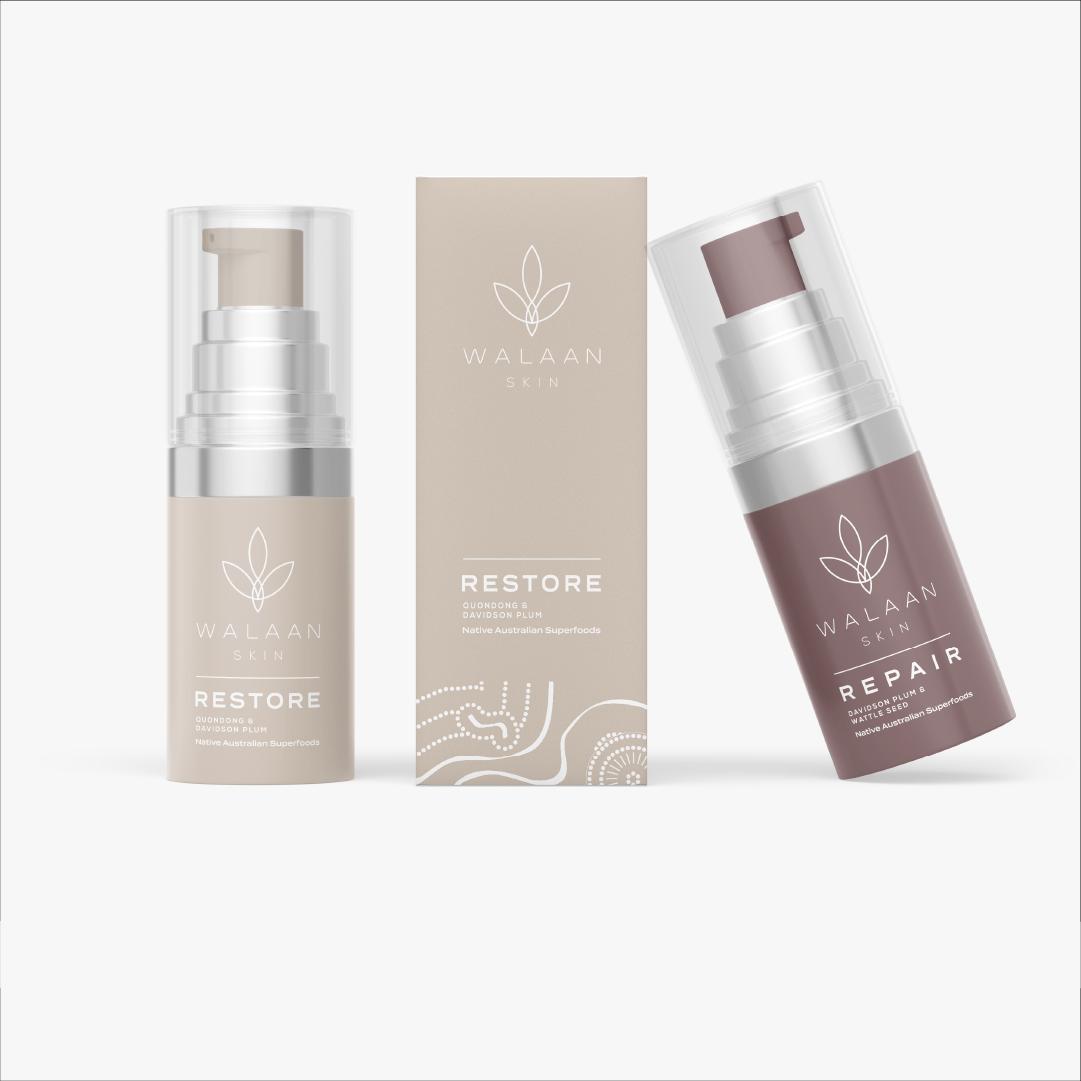 WALAAN
SKIN
RESTORE
QUONDONG &
DAVIDSON PLUM
Native Australian Superfoods
WALAAN
SKIN
RESTORE
QUONDONG &
DAVIDSON PLUM
Native Australian Superfoods
WALAAN
SKIN
REPAIR
DAVIDSON PLUM &
WATTLE SEED
Native Australian Superfoods